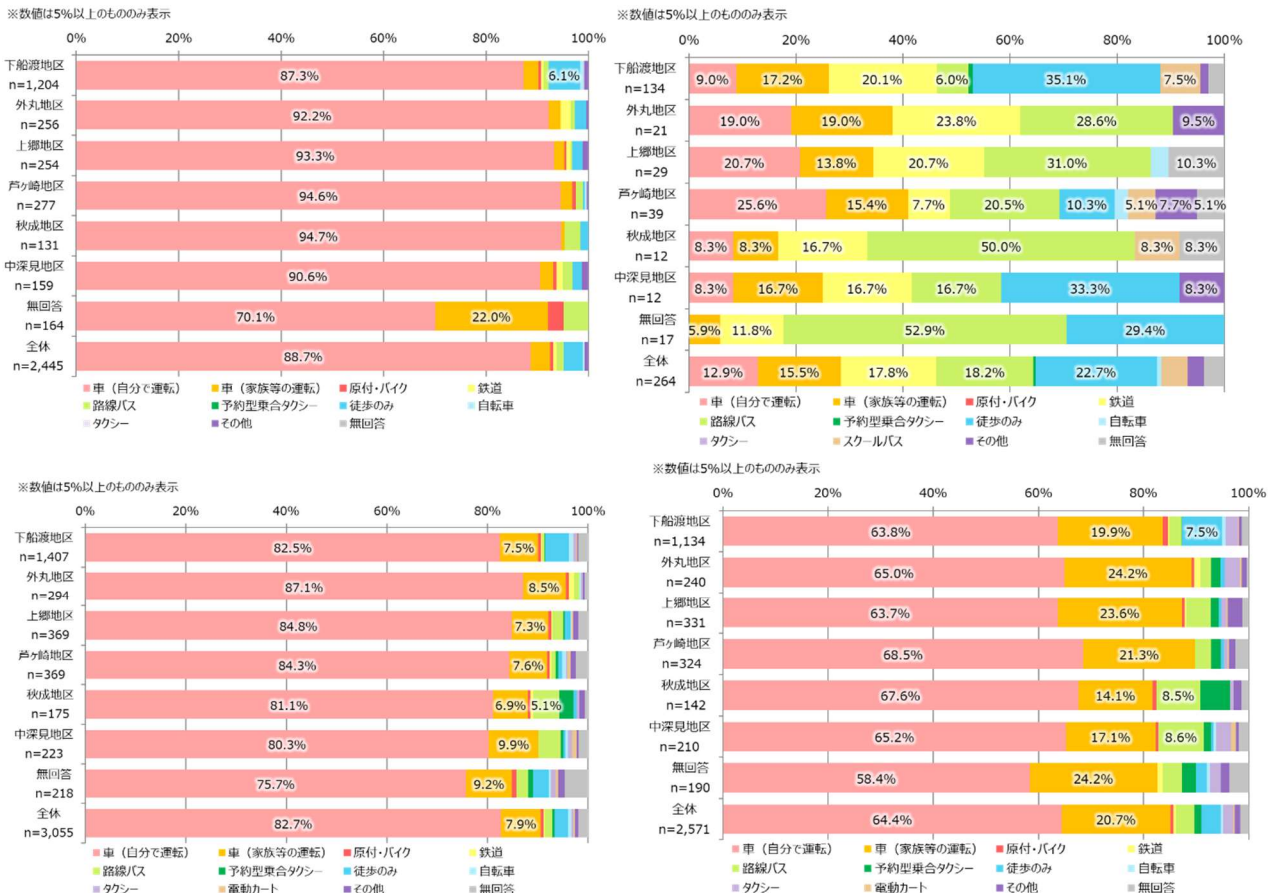 ※数値は5%以上のもののみ表示
0% 20% 40% 60% 80% 100%
下船渡地区
n=1,204
87.3% 6.1%
外丸地区
n=256
92.2%
上郷地区
n=254
93.3%
芦ヶ崎地区
n=277
94.6%
秋成地区
n=131
94.7%
中深見地区
n=159
90.6%
無回答
n=164
70.1% 22.0%
全体
n=2,445
88.7%
車（自分で運転） 車（家族等の運転） 原付・バイク 鉄道
路線バス 予約型乗合タクシー 徒歩のみ 自転車
タクシー その他 無回答
※数値は5%以上のもののみ表示
0% 20% 40% 60% 80% 100%
下船渡地区
n=134
9.0% 17.2% 20.1% 6.0% 35.1% 7.5%
外丸地区
n=21
19.0% 19.0% 23.8% 28.6% 9.5%
上郷地区
n=29
20.7% 13.8% 20.7% 31.0% 10.3%
芦ヶ崎地区
n=39
25.6% 15.4% 7.7% 20.5% 10.3% 5.1% 7.7% 5.1%
秋成地区
n=12
8.3% 8.3% 16.7% 50.0% 8.3% 8.3%
中深見地区
n=12
8.3% 16.7% 16.7% 16.7% 33.3% 8.3%
無回答
n=17
5.9% 11.8% 52.9% 29.4%
全体
n=264
12.9% 15.5% 17.8% 18.2% 22.7%
車（自分で運転） 車（家族等の運転） 原付・バイク 鉄道
路線バス 予約型乗合タクシー 徒歩のみ 自転車
タクシー スクールバス その他 無回答
※数値は5%以上のもののみ表示
0% 20% 40% 60% 80% 100%
下船渡地区
n=1,407
82.5% 7.5%
外丸地区
n=294
87.1% 8.5%
上郷地区
n=369
84.8% 7.3%
芦ヶ崎地区
n=369
84.3% 7.6%
秋成地区
n=175
81.1% 6.9% 5.1%
中深見地区
n=223
80.3% 9.9%
無回答
n=218
75.7% 9.2%
全体
n=3,055
82.7% 7.9%
車（自分で運転） 車（家族等の運転） 原付・バイク 鉄道
路線バス 予約型乗合タクシー 徒歩のみ 自転車
タクシー 電動カート その他 無回答
※数値は5%以上のもののみ表示
0% 20% 40% 60% 80% 100%
下船渡地区
n=1,134
63.8% 19.9% 7.5%
外丸地区
n=240
65.0% 24.2%
上郷地区
n=331
63.7% 23.6%
芦ヶ崎地区
n=324
68.5% 21.3%
秋成地区
n=142
67.6% 14.1% 8.5%
中深見地区
n=210
65.2% 17.1% 8.6%
無回答
n=190
58.4% 24.2%
全体
n=2,571
64.4% 20.7%
車（自分で運転） 車（家族等の運転） 原付・バイク 鉄道
路線バス 予約型乗合タクシー 徒歩のみ 自転車
タクシー 電動カート その他 無回答